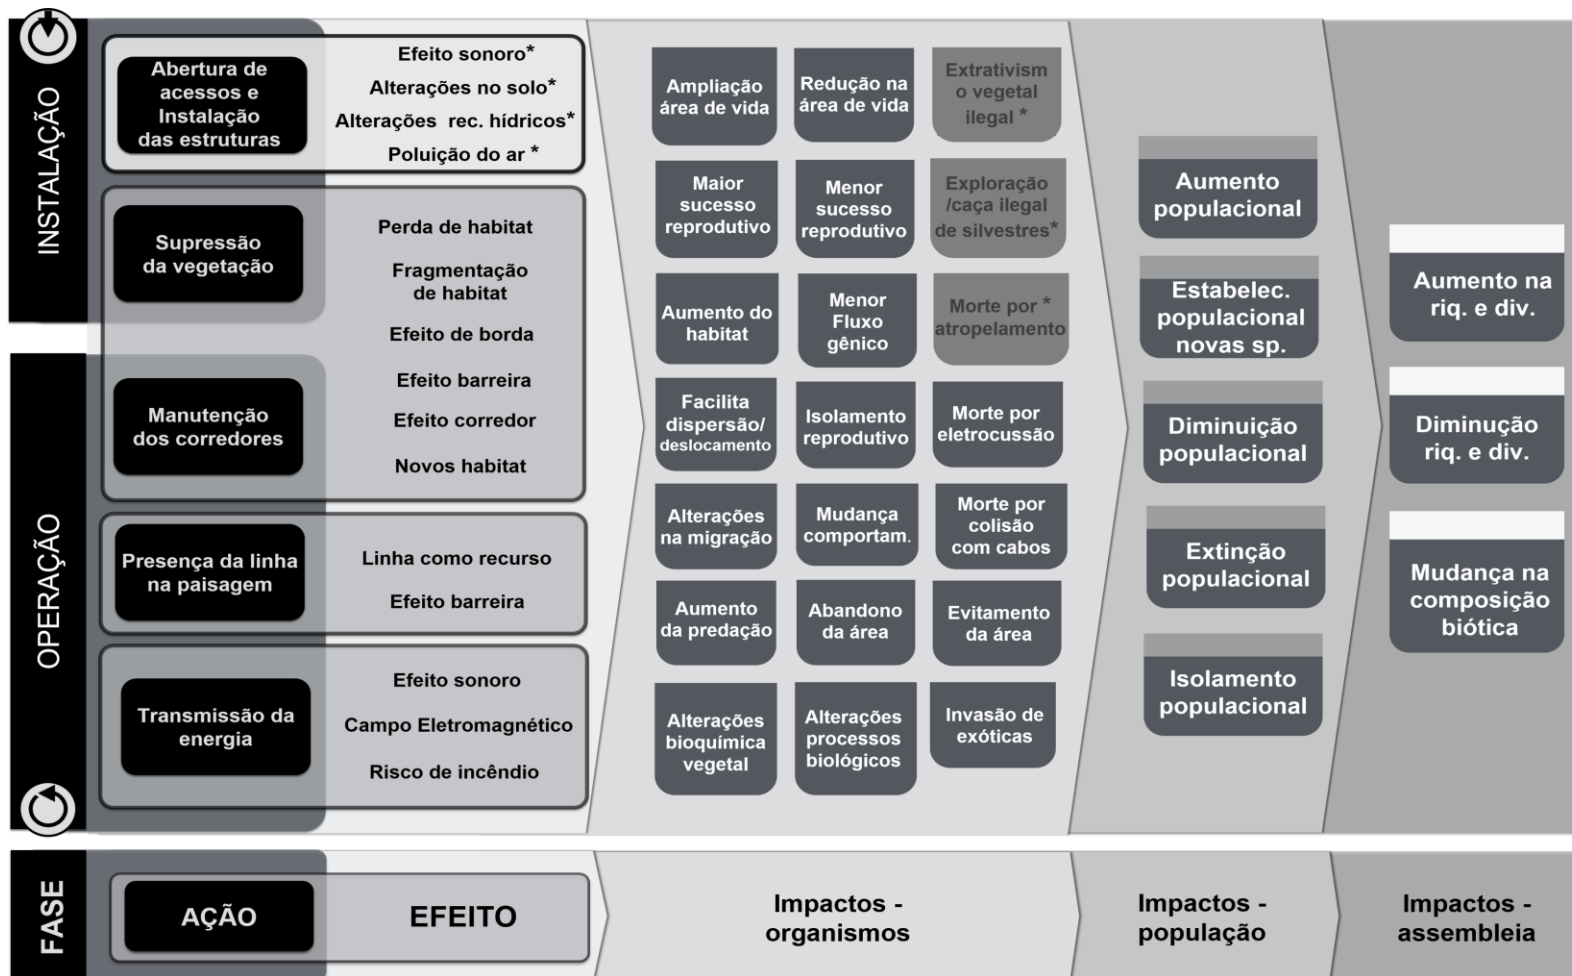 INSTALAÇÃO
Abertura de
acessos e
Instalação
das estruturas
Efeito sonoro*
Alterações no solo*
Alterações rec. hídricos*
Poluição do ar *
Supressão
da vegetação
Perda de habitat
Fragmentação
de habitat
Efeito de borda
Efeito barreira
Efeito corredor
Novos habitat
OPERAÇÃO
Manutenção
dos corredores
Presença da linha
na paisagem
Linha como recurso
Efeito barreira
Transmissão da
energia
Efeito sonoro
Campo Eletromagnético
Risco de incêndio
Ampliação
área de vida
Redução na
área de vida
Extrativism
o vegetal
ilegal *
Maior
sucesso
reprodutivo
Menor
sucesso
reprodutivo
Exploração
/caça ilegal
de silvestres*
Aumento do
habitat
Menor
Fluxo
gênico
Morte por *
atropelamento
Facilita
dispersão/
deslocamento
Isolamento
reprodutivo
Morte por
eletrocussão
Alterações
na migração
Mudança
comportam.
Morte por
colisão
com cabos
Aumento
da predação
Abandono
da área
Evitamento
da área
Alterações
bioquímica
vegetal
Alterações
processos
biológicos
Invasão de
exóticas
Aumento
populacional
Estabelec.
populacional
novas sp.
Diminuição
populacional
Extinção
populacional
Isolamento
populacional
Aumento na
riq. e div.
Diminução
riq. e div.
Mudança na
composição
biótica
FASE
AÇÃO
EFEITO
Impactos -
organismos
Impactos -
população
Impactos -
assembleia